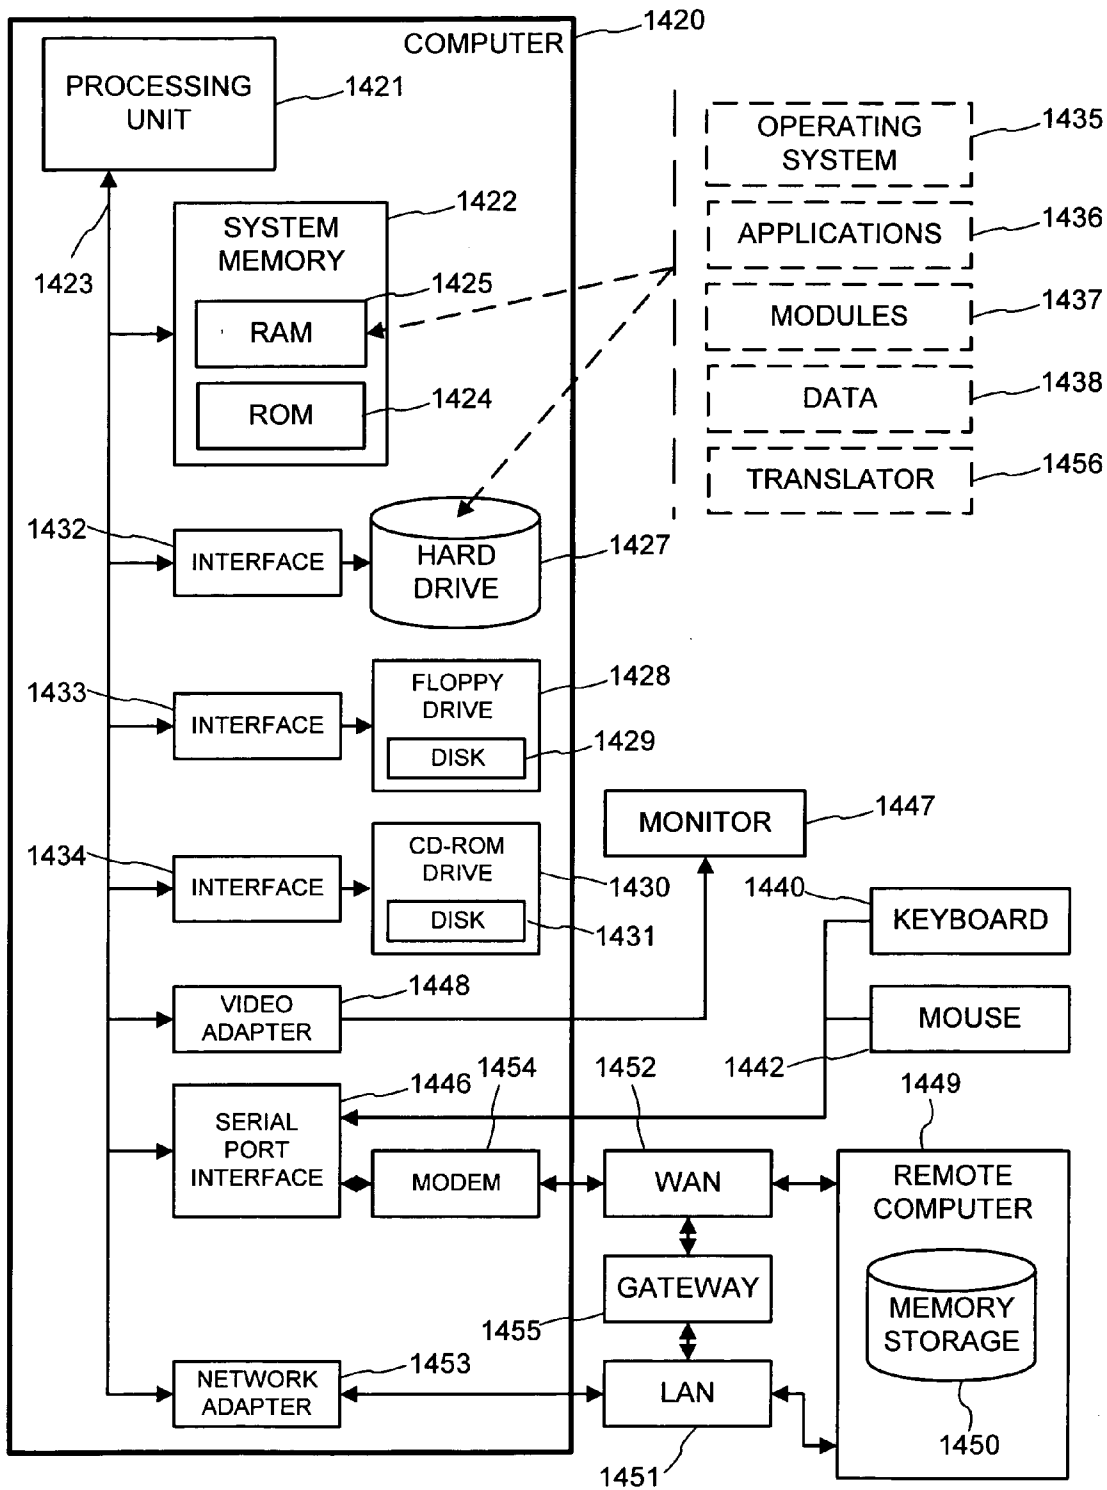 COMPUTER
1420
PROCESSING
UNIT
1421
1423
SYSTEM
MEMORY
1422
RAM
1425
ROM
1424
OPERATING
SYSTEM
1435
APPLICATIONS
1436
MODULES
1437
DATA
1438
TRANSLATOR
1456
1432
INTERFACE
HARD
DRIVE
1427
1433
INTERFACE
FLOPPY
DRIVE
1428
DISK
1429
1434
INTERFACE
CD-ROM
DRIVE
1430
DISK
1431
MONITOR
1447
1440
KEYBOARD
MOUSE
1442
VIDEO
ADAPTER
1448
SERIAL
PORT
INTERFACE
1446
1454
MODEM
1452
WAN
1449
REMOTE
COMPUTER
MEMORY
STORAGE
1450
GATEWAY
1455
NETWORK
ADAPTER
1453
LAN
1451